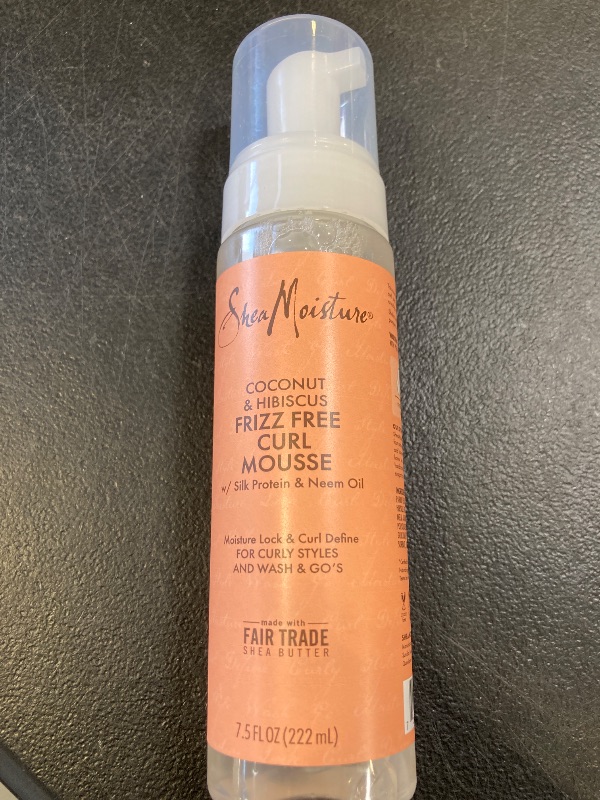 SheaMoisture®
COCONUT
& HIBISCUS
FRIZZ FREE
CURL
MOUSSE
w/ Silk Protein & Neem Oil
Moisture Lock & Curl Define
FOR CURLY STYLES
AND WASH & GO'S
made with
FAIR TRADE
SHEA BUTTER
7.5 FL OZ (222 mL)